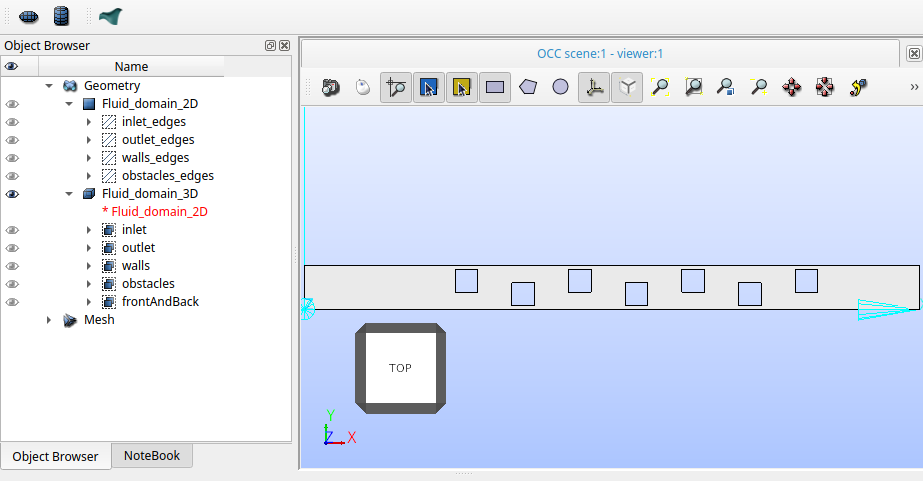 Object Browser
Name
Geometry
Fluid_domain_2D
inlet_edges
outlet_edges
walls_edges
obstacles_edges
Fluid_domain_3D
* Fluid_domain_2D
inlet
outlet
walls
obstacles
frontAndBack
Mesh
Object Browser
NoteBook
OCC scene:1 - viewer:1
»
TOP
Y
Z
X